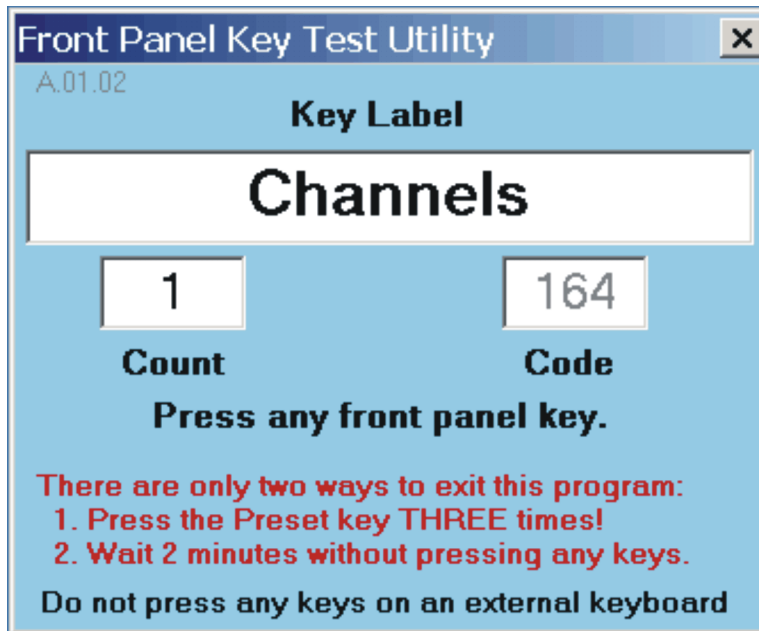 Front Panel Key Test Utility
A.01.02
Key Label
Channels
1 164
Count Code
Press any front panel key.
There are only two ways to exit this program:
1. Press the Preset key THREE times!
2. Wait 2 minutes without pressing any keys.
Do not press any keys on an external keyboard